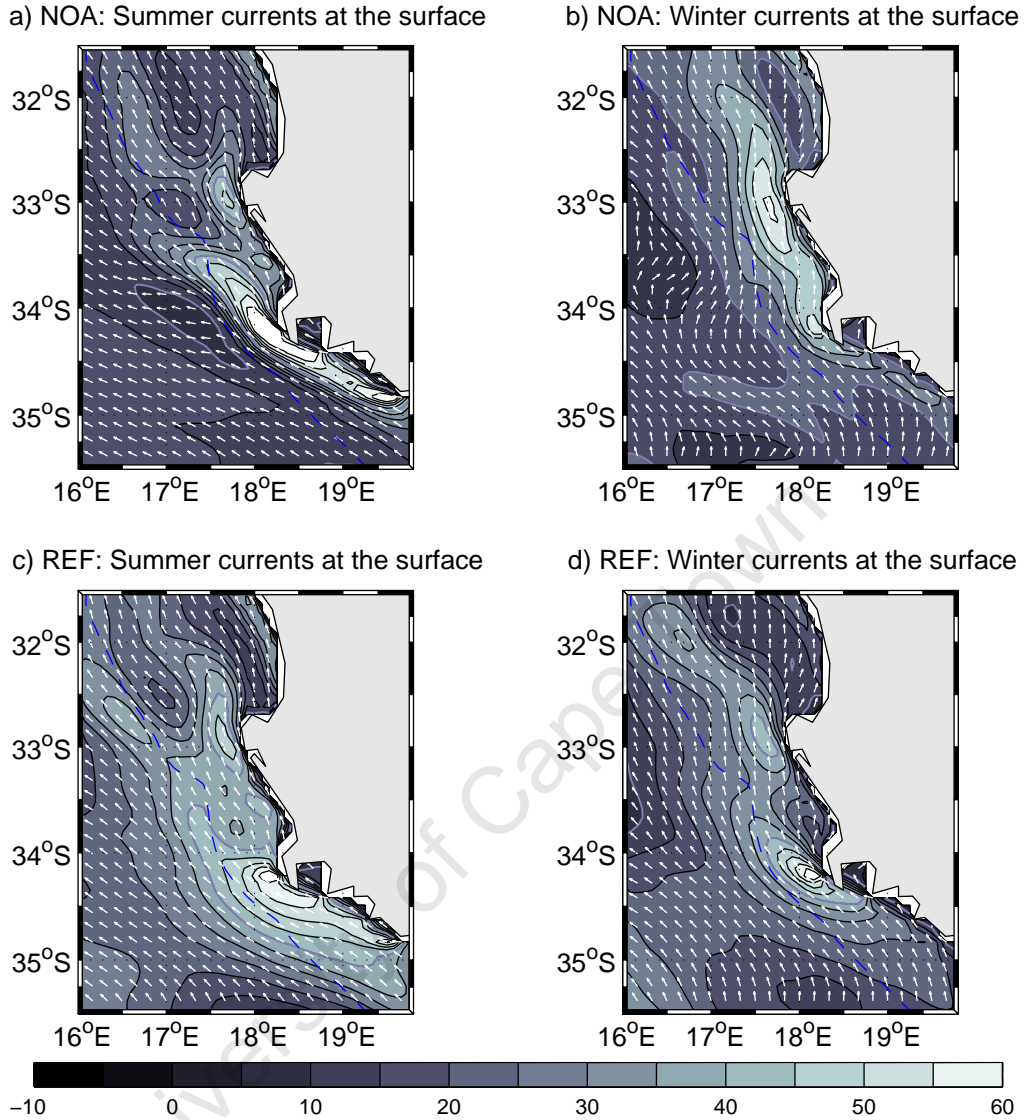 a) NOA: Summer currents at the surface
b) NOA: Winter currents at the surface
32°S
33°S
34°S
35°S
16°E 17°E 18°E 19°E
32°S
33°S
34°S
35°S
16°E 17°E 18°E 19°E
c) REF: Summer currents at the surface
d) REF: Winter currents at the surface
32°S
33°S
34°S
35°S
16°E 17°E 18°E 19°E
32°S
33°S
34°S
35°S
16°E 17°E 18°E 19°E
−10 0 10 20 30 40 50 60
of Cape